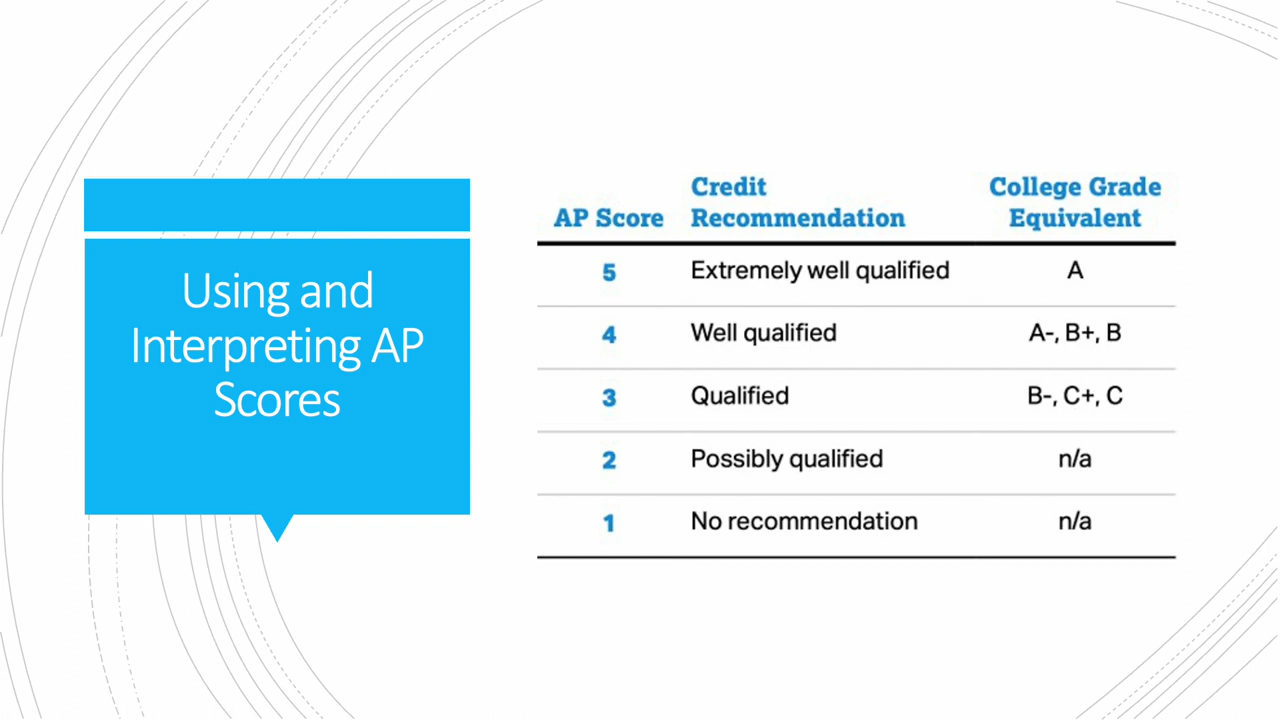 Using and
Interpreting AP
Scores
AP Score Credit Recommendation College Grade Equivalent
5 Extremely well qualified A
4 Well qualified A-, B+, B
3 Qualified B-, C+, C
2 Possibly qualified n/a
1 No recommendation n/a